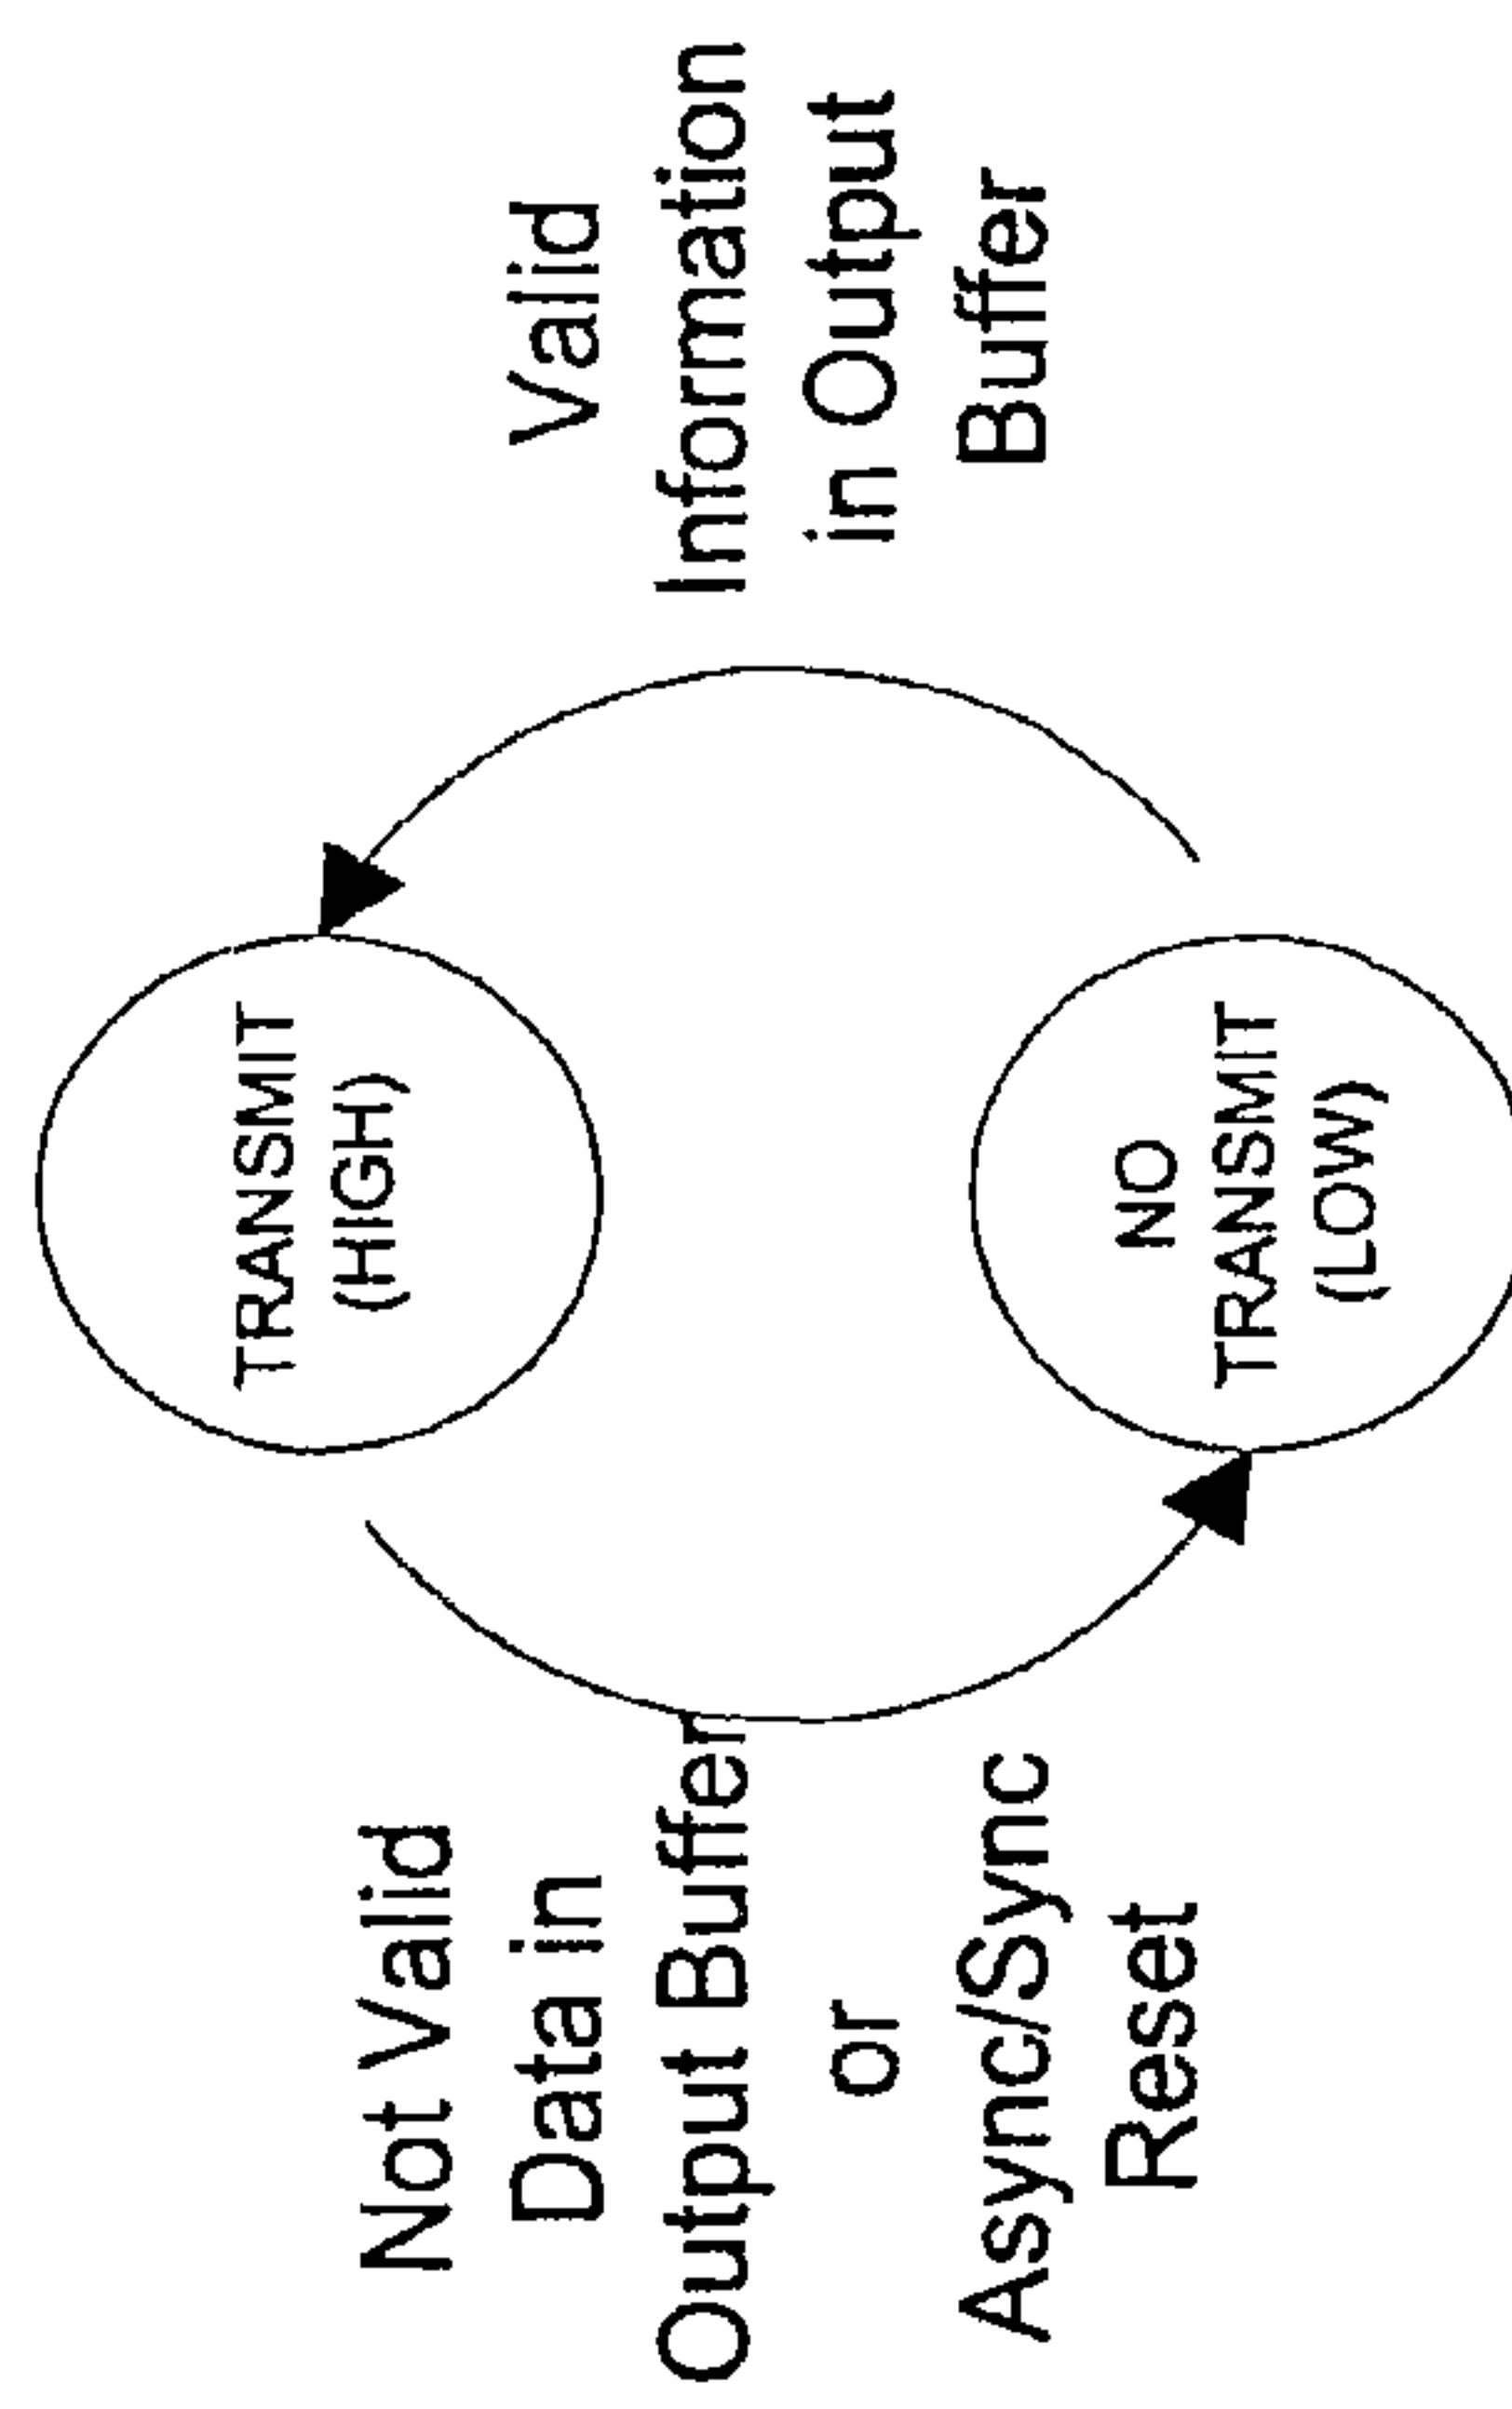 TRANSMIT
(HIGH)
Not Valid
Data in
Output Buffer
or
Async/Sync
Reset
Valid
Information
in Output
Buffer
NO
TRANSMIT
(LOW)